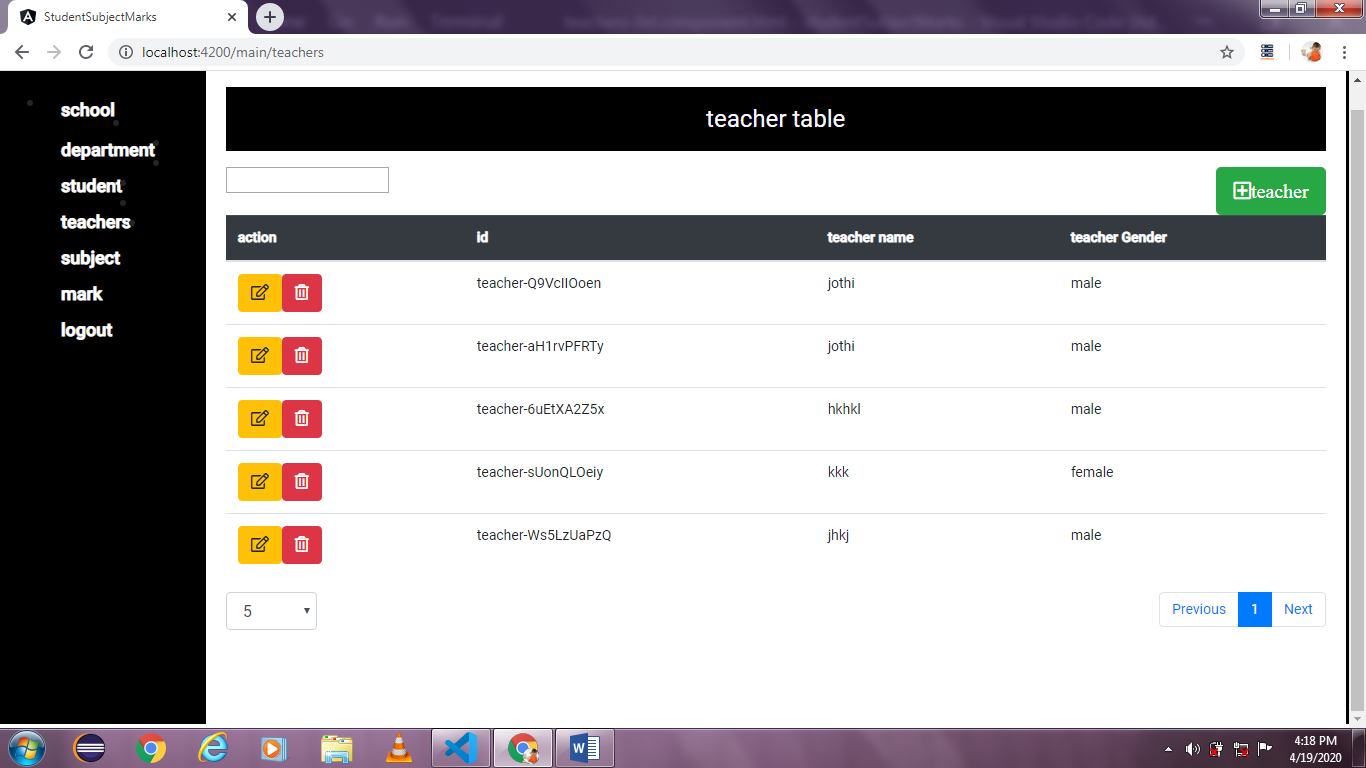 StudentSubjectMarks
localhost:4200/main/teachers
school
department
student
teachers
subject
mark
logout
teacher table
teacher
action id teacher name teacher Gender
teacher-Q9VcIIOoen jothi male
teacher-aH1rvPFRTy jothi male
teacher-6uEtXA2Z5x hkhkl male
teacher-sUonQLOeiy kkk female
teacher-Ws5LzUaPzQ jhkj male
5 Previous 1 Next
4:18 PM
4/19/2020